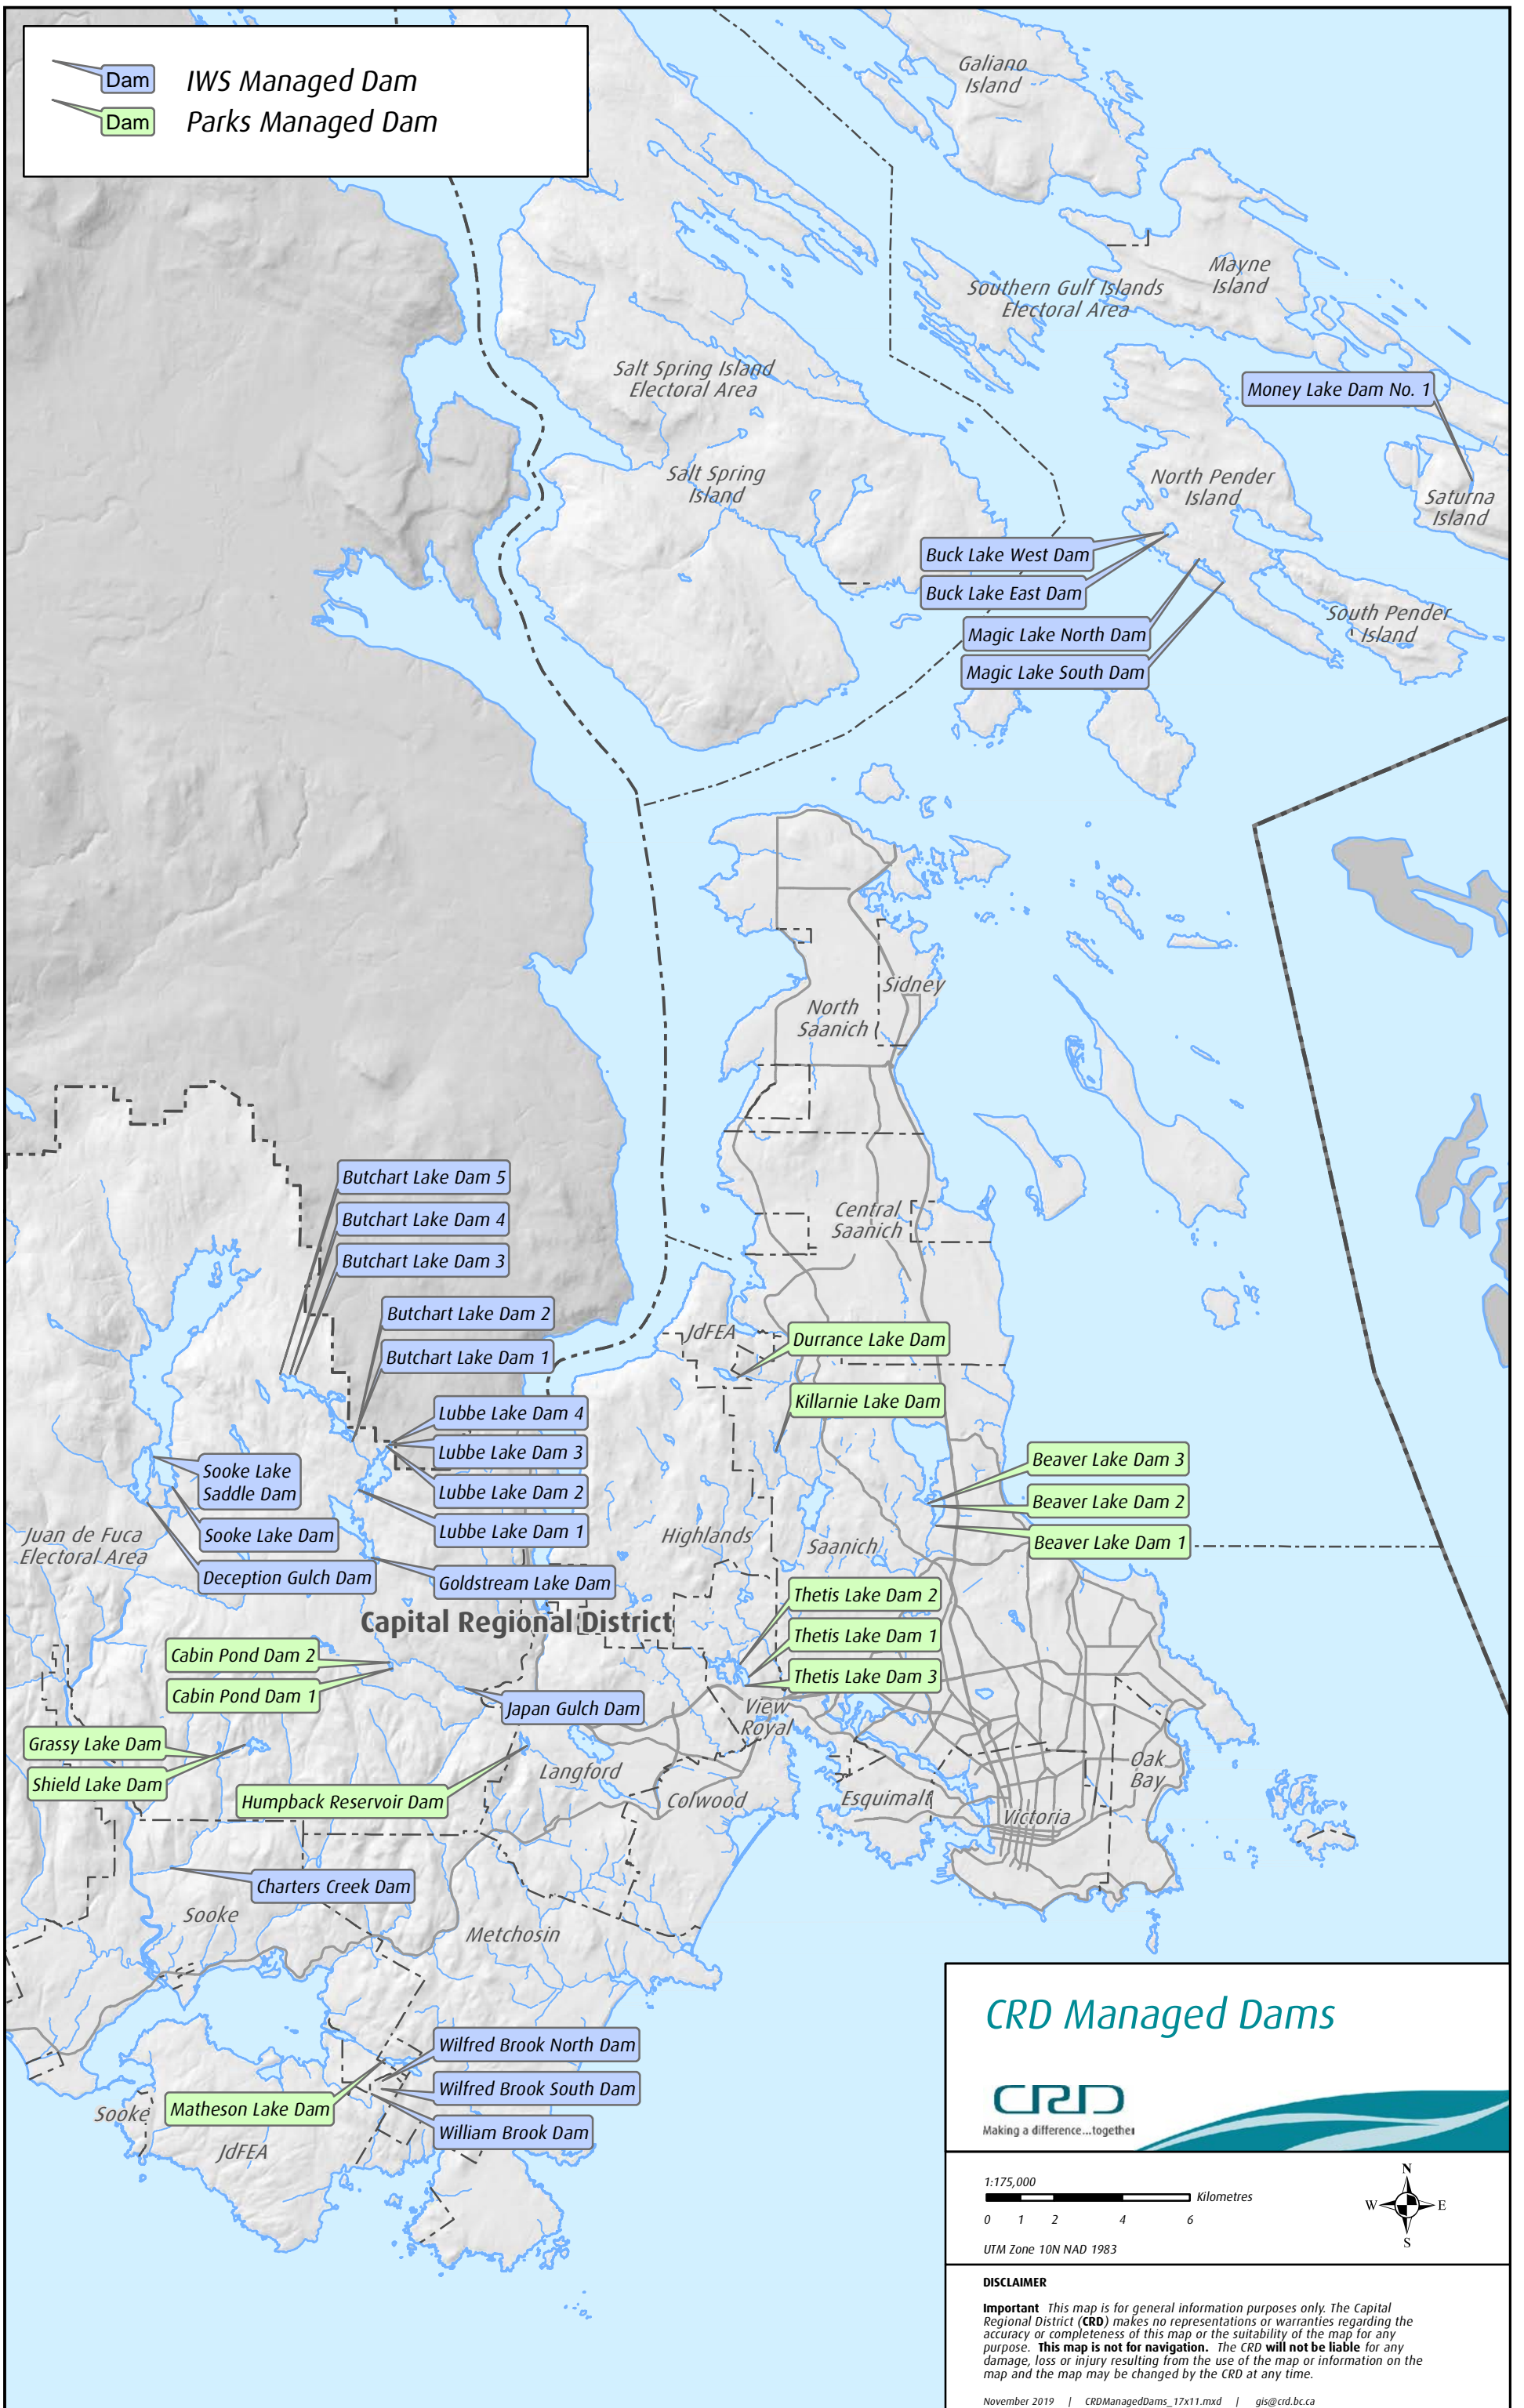 Dam IWS Managed Dam
Dam Parks Managed Dam
Galiano
Island
Mayne
Island
Southern Gulf Islands
Electoral Area
Salt Spring Island
Electoral Area
Money Lake Dam No. 1
Salt Spring
Island
North Pender
Island
Saturna
Island
Buck Lake West Dam
Buck Lake East Dam
Magic Lake North Dam
Magic Lake South Dam
South Pender
Island
Sidney
North
Saanich
Central
Saanich
Butchart Lake Dam 5
Butchart Lake Dam 4
Butchart Lake Dam 3
Butchart Lake Dam 2
Butchart Lake Dam 1
JdFEA
Durrance Lake Dam
Killarnie Lake Dam
Lubbe Lake Dam 4
Lubbe Lake Dam 3
Lubbe Lake Dam 2
Lubbe Lake Dam 1
Sooke Lake
Saddle Dam
Sooke Lake Dam
Deception Gulch Dam
Juan de Fuca
Electoral Area
Goldstream Lake Dam
Highlands
Saanich
Beaver Lake Dam 3
Beaver Lake Dam 2
Beaver Lake Dam 1
Capital Regional District
Thetis Lake Dam 2
Thetis Lake Dam 1
Thetis Lake Dam 3
Cabin Pond Dam 2
Cabin Pond Dam 1
Japan Gulch Dam
View
Royal
Grassy Lake Dam
Shield Lake Dam
Humpback Reservoir Dam
Langford
Colwood
Esquimalt
Victoria
Oak
Bay
Charters Creek Dam
Sooke
Metchosin
Wilfred Brook North Dam
Wilfred Brook South Dam
William Brook Dam
Matheson Lake Dam
Sooke
JdFEA
CRD Managed Dams
CRD
Making a difference...together
1:175,000
Kilometres
0 1 2 4 6
UTM Zone 10N NAD 1983
N
W E
S
DISCLAIMER
Important This map is for general information purposes only. The Capital
Regional District (CRD) makes no representations or warranties regarding the
accuracy or completeness of this map or the suitability of the map for any
purpose. This map is not for navigation. The CRD will not be liable for any
damage, loss or injury resulting from the use of the map or information on the
map and the map may be changed by the CRD at any time.
November 2019 | CRDManagedDams_17x11.mxd | gis@crd.bc.ca